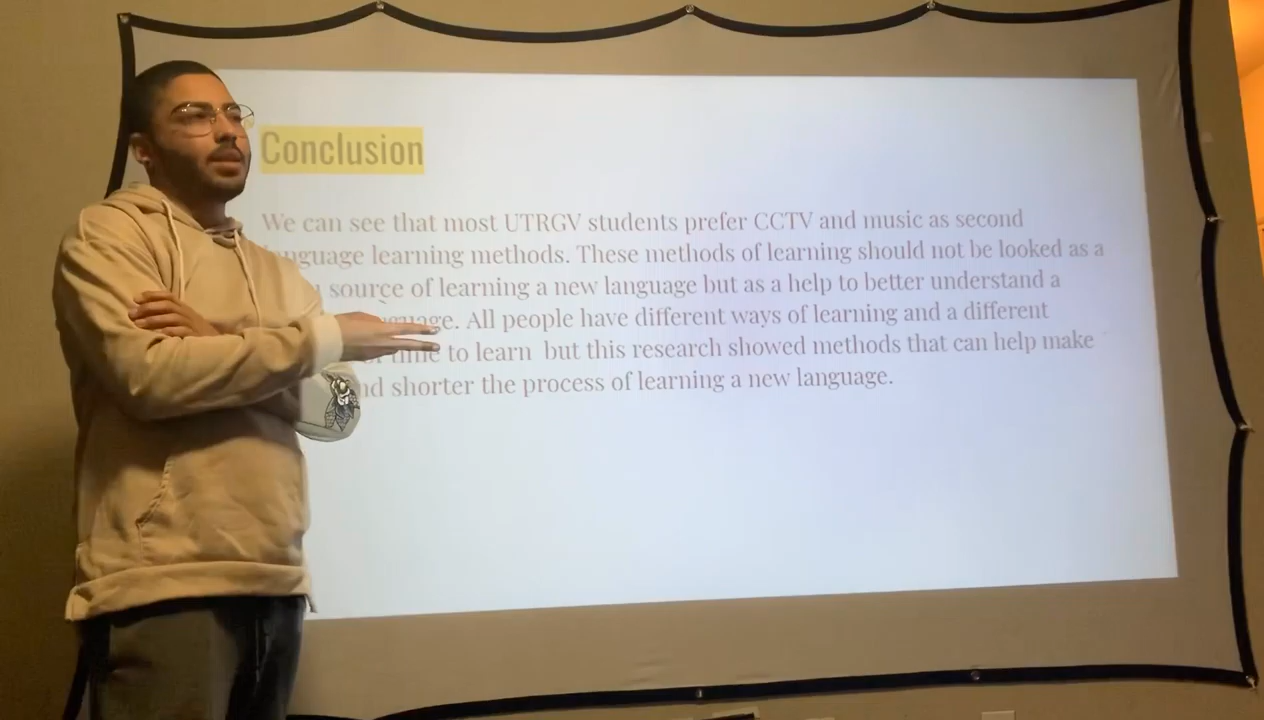 Conclusion
We can see that most UTRGV students prefer CCTV and music as second
language learning methods. These methods of learning should not be looked as a
source of learning a new language but as a help to better understand a
All people have different ways of learning and a different
time to learn but this research showed methods that can help make
and shorter the process of learning a new language.